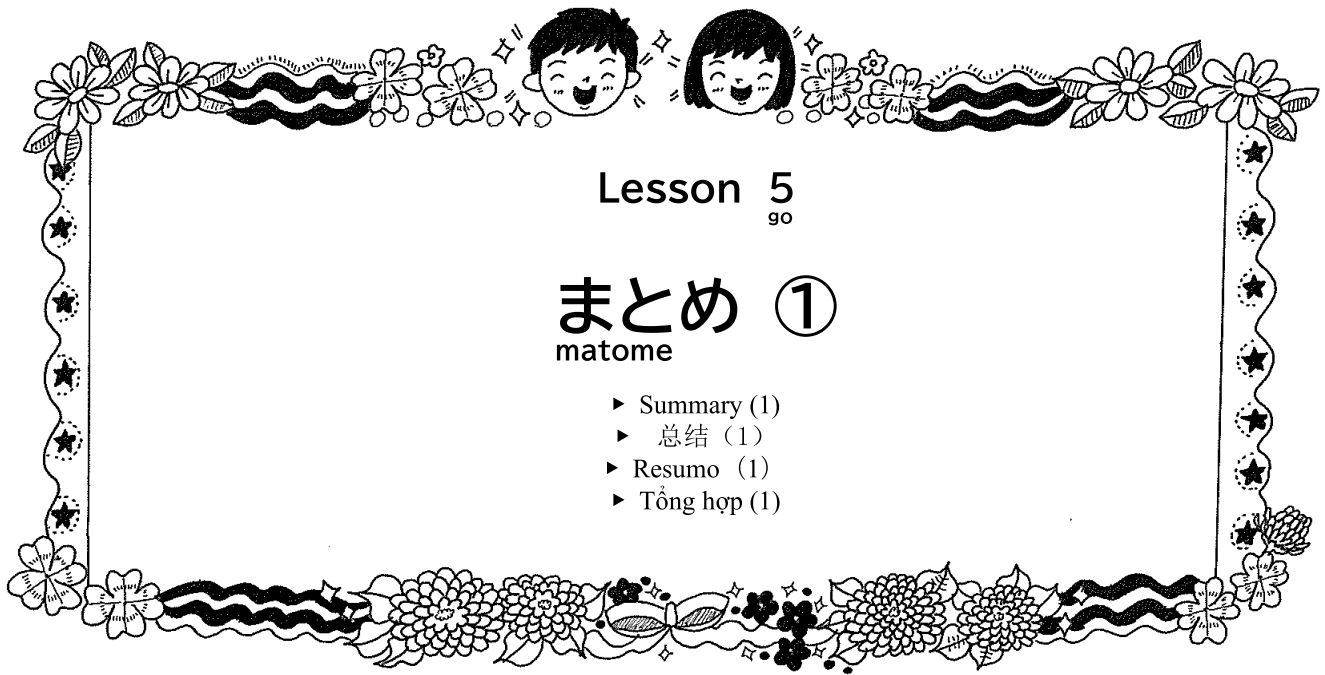 Lesson 5
go
まとめ ①
matome
▶ Summary (1)
▶ 总结（1）
▶ Resumo（1）
▶ Tổng hợp (1)